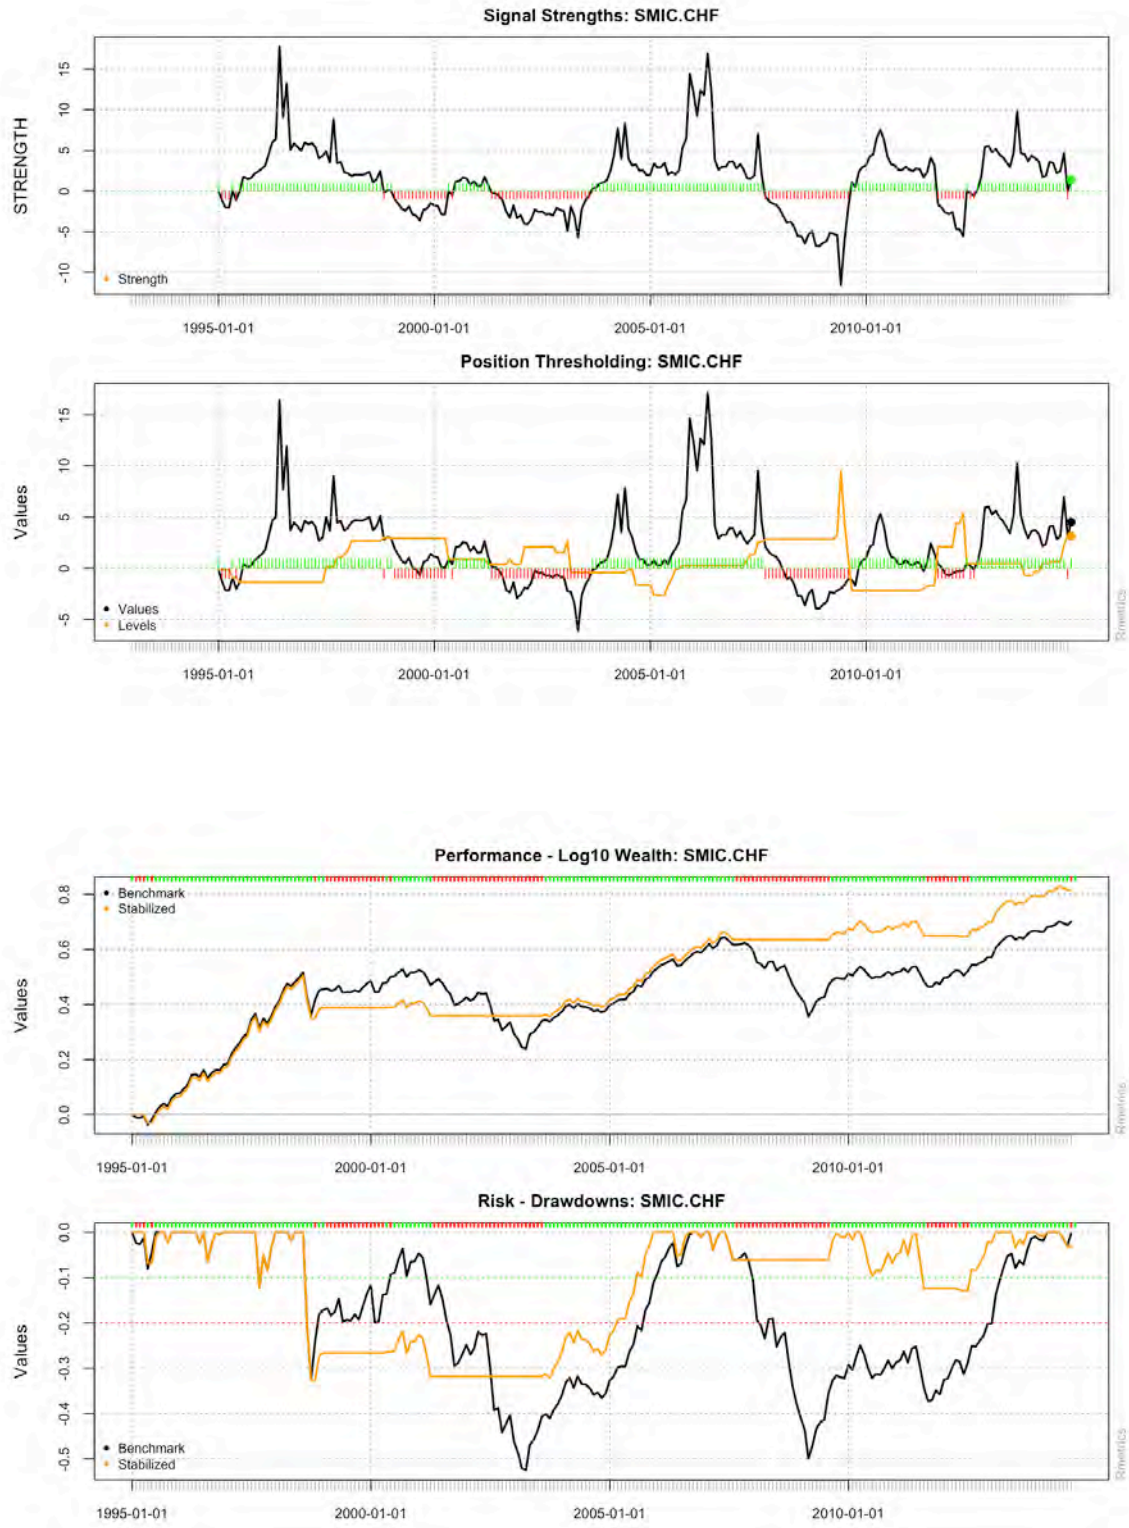 Signal Strengths: SMIC.CHF
STRENGTH
15
10
5
0
-5
-10
Strength
1995-01-01 2000-01-01 2005-01-01 2010-01-01
Position Thresholding: SMIC.CHF
Values
15
10
5
0
-5
Values
Levels
Rmetrics
1995-01-01 2000-01-01 2005-01-01 2010-01-01
Performance - Log10 Wealth: SMIC.CHF
Values
0.8
0.6
0.4
0.2
0.0
Benchmark
Stabilized
Rmetrics
1995-01-01 2000-01-01 2005-01-01 2010-01-01
Risk - Drawdowns: SMIC.CHF
Values
0.0
-0.1
-0.2
-0.3
-0.4
-0.5
Benchmark
Stabilized
Rmetrics
1995-01-01 2000-01-01 2005-01-01 2010-01-01